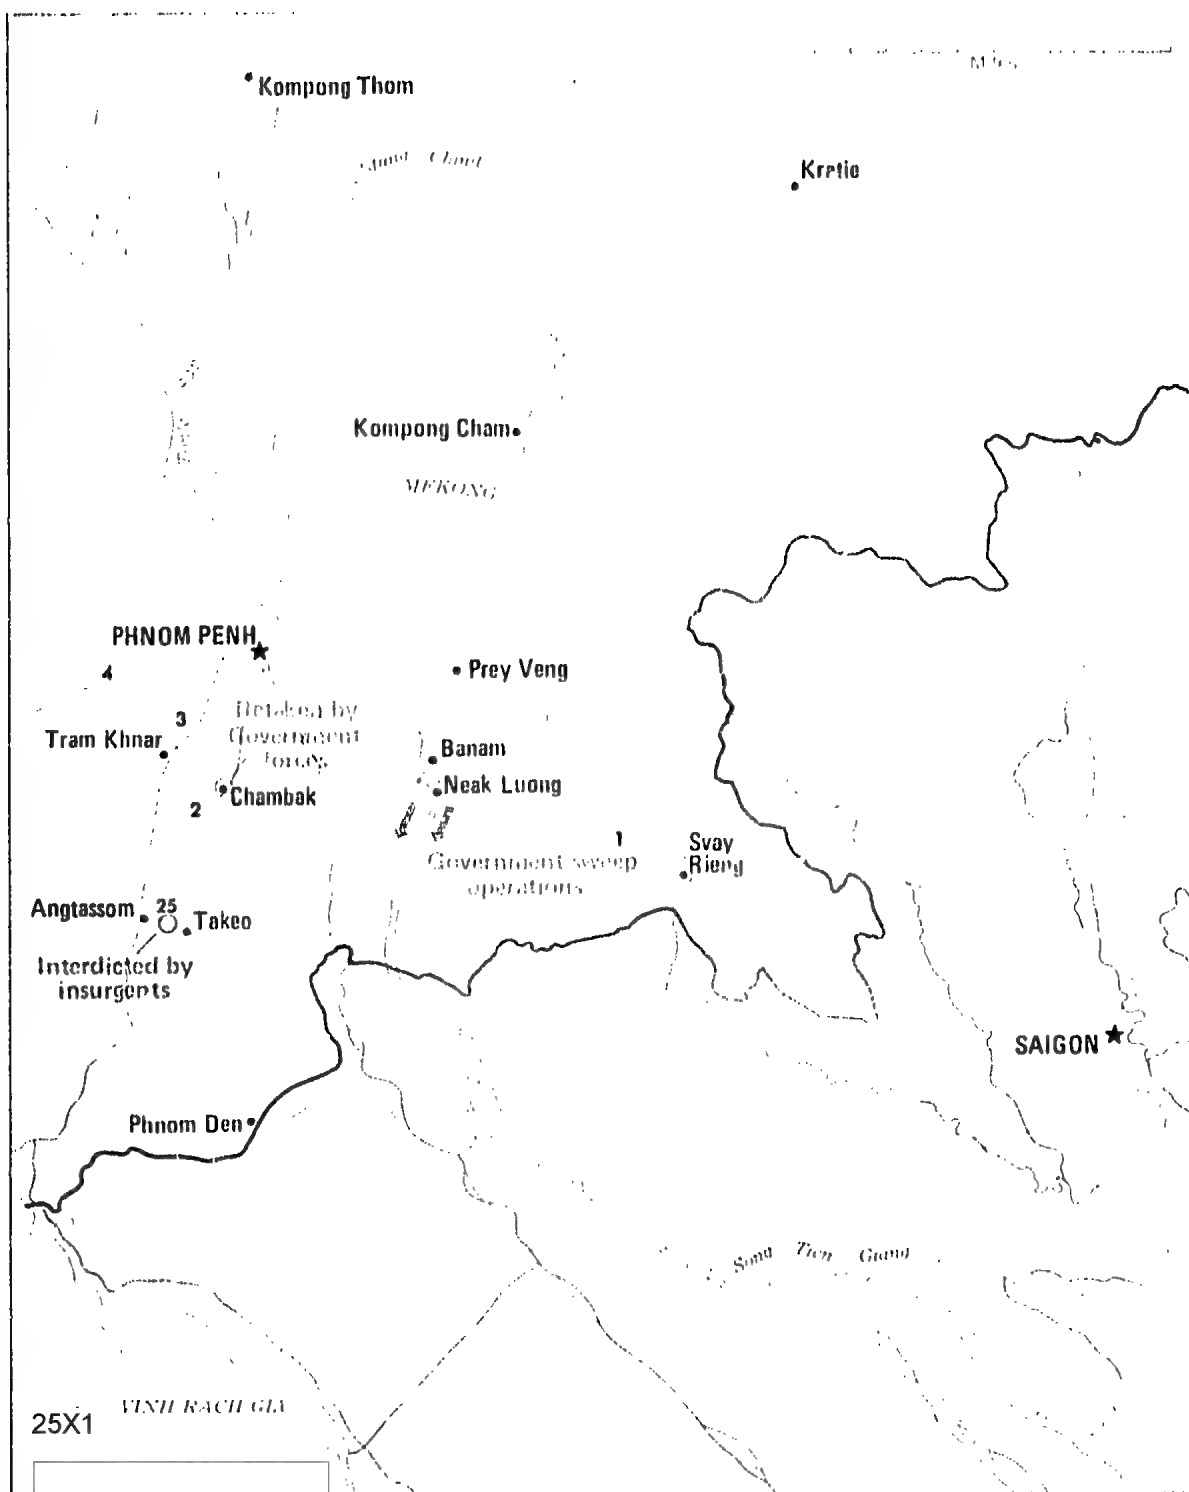 Miles
Kompong Thom
Chinit
Kratie
Kompong Cham
MEKONG
PHNOM PENH
4
Prey Veng
3
Retaken by
Government
forces
Tram Khnar
Banam
Chambak
Neak Luong
2
1
Svay
Rieng
Government sweep
operations
Angtassom
25
Takeo
Interdicted by
insurgents
SAIGON
Phnom Den
Song Tien Giang
VINH RACH GIA
25X1